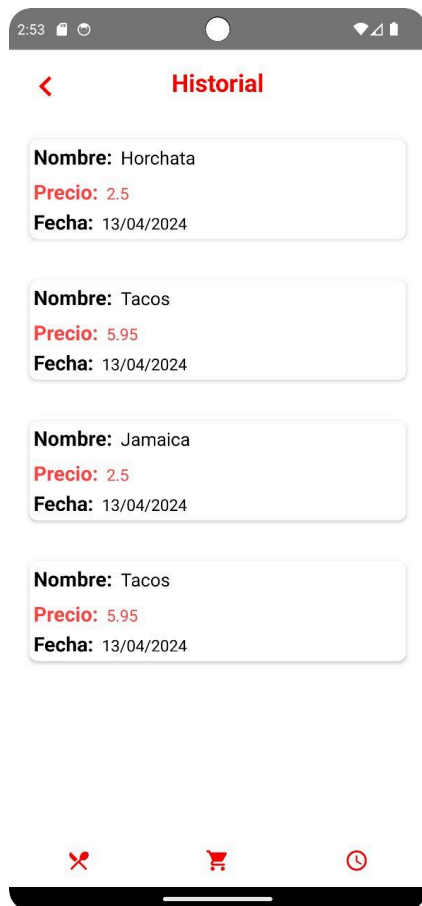 2:53
Historial
Nombre: Horchata
Precio: 2.5
Fecha: 13/04/2024
Nombre: Tacos
Precio: 5.95
Fecha: 13/04/2024
Nombre: Jamaica
Precio: 2.5
Fecha: 13/04/2024
Nombre: Tacos
Precio: 5.95
Fecha: 13/04/2024